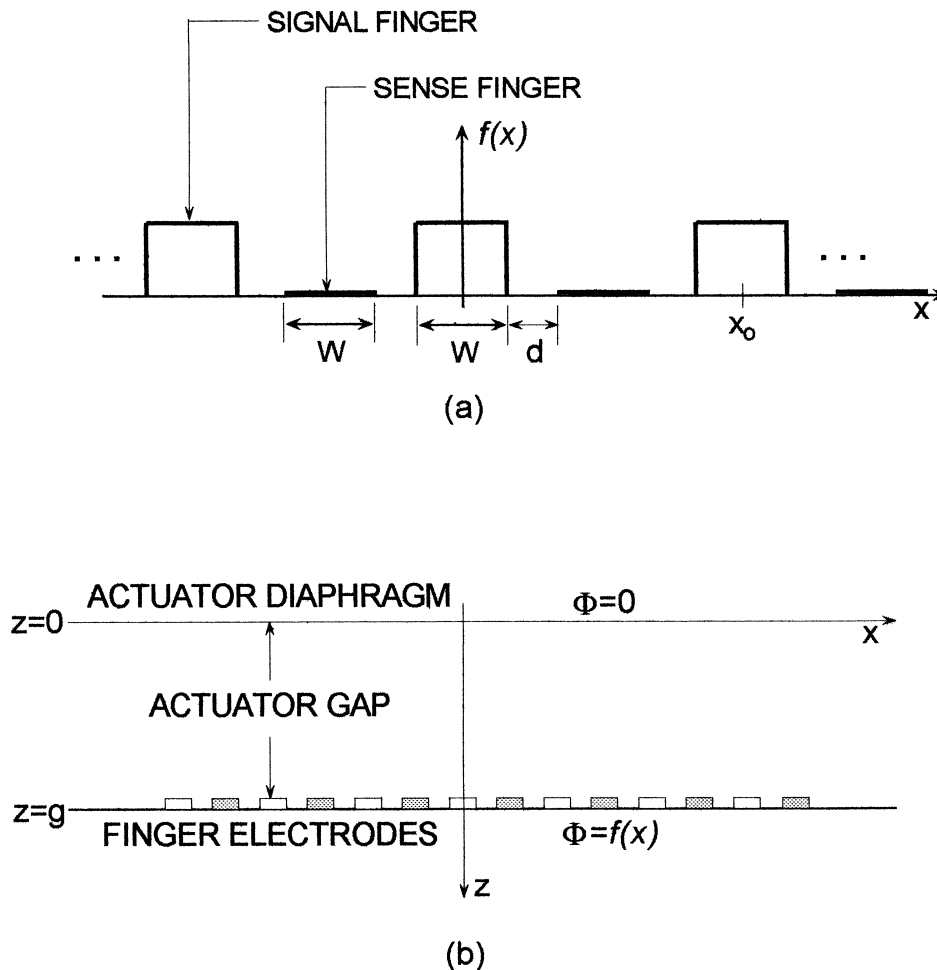 SIGNAL FINGER
SENSE FINGER
f(x)
. . .
. . .
x₀
x
W
W
d
(a)
ACTUATOR DIAPHRAGM
Φ=0
z=0
x
ACTUATOR GAP
z=g
FINGER ELECTRODES
Φ=f(x)
z
(b)